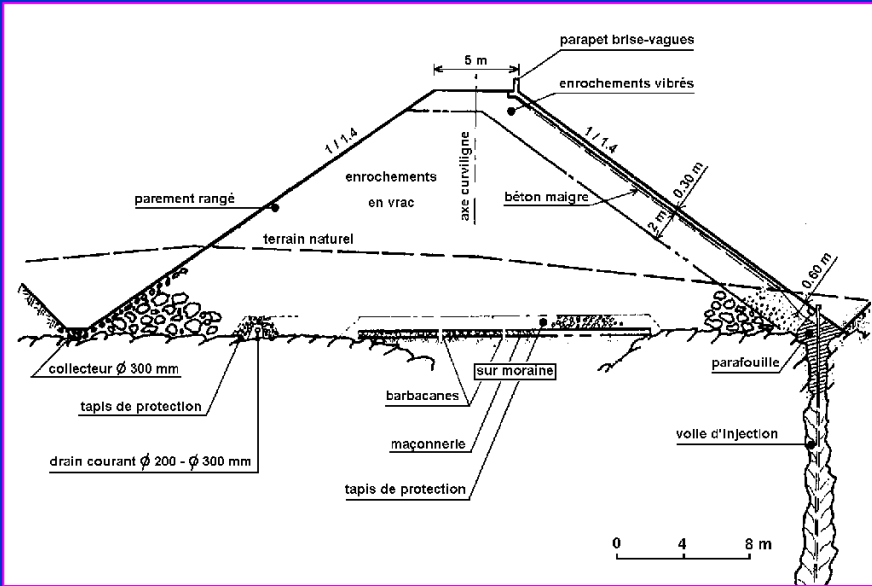 parapet brise-vagues
5 m
enrochements vibrés
1 / 1.4
1 / 1.4
axe curviligne
enrochements
en vrac
parement rangé
béton maigre
0.30 m
2 m
terrain naturel
0.60 m
collecteur Ø 300 mm
parafouille
sur moraine
barbacanes
tapis de protection
maçonnerie
voile d'injection
drain courant Ø 200 - Ø 300 mm
tapis de protection
0 4 8 m